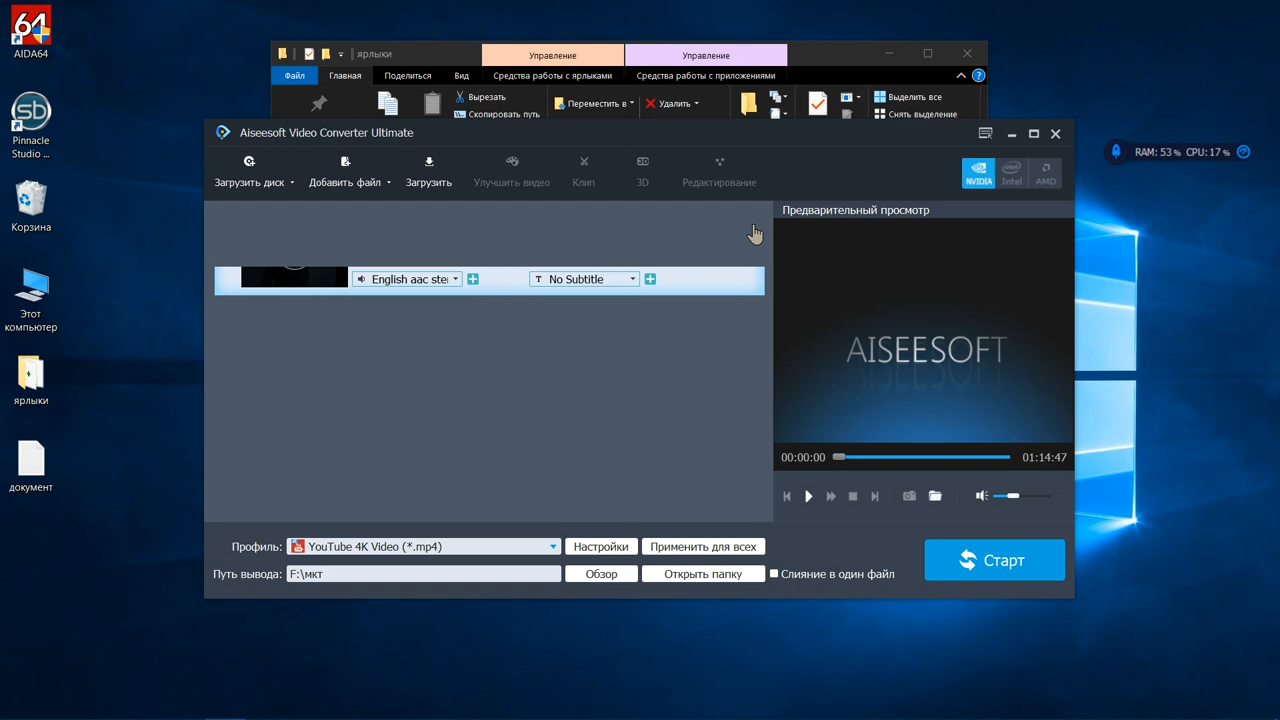 64
AIDA64
ярлыки
Управление
Управление
Файл
Главная
Поделиться
Вид
Средства работы с ярлыками
Средства работы с приложениями
Вырезать
Скопировать путь
Переместить в
Удалить
Выделить все
Снять выделение
sb
Pinnacle
Studio ...
Aiseesoft Video Converter Ultimate
RAM: 53 % CPU: 17 %
Загрузить диск
Добавить файл
Загрузить
Улучшить видео
Клип
3D
3D
Редактирование
NVIDIA
Intel
AMD
Корзина
Предварительный просмотр
English aac ste
T No Subtitle
AISEESOFT
Этот
компьютер
ярлыки
00:00:00
01:14:47
документ
Профиль:
YouTube 4K Video (*.mp4)
Настройки
Применить для всех
Старт
Путь вывода:
F:\мкт
Обзор
Открыть папку
Слияние в один файл